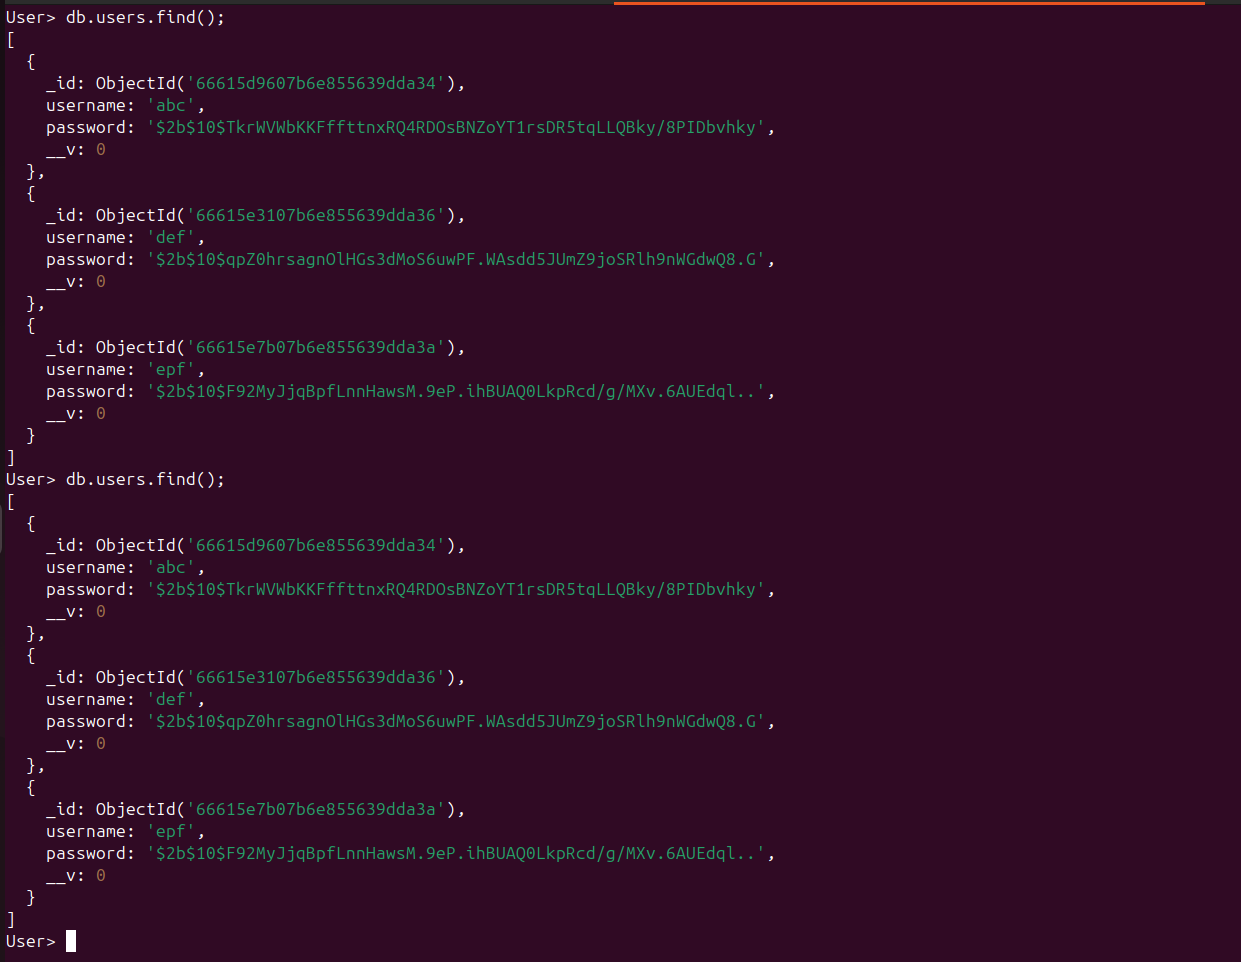 User> db.users.find();
[
  {
    _id: ObjectId('66615d9607b6e855639dda34'),
    username: 'abc',
    password: '$2b$10$TkrWVWbKKFffttnxRQ4RDOsBNZoYT1rsDR5tqLLQBky/8PIDbvhky',
    __v: 0
  },
  {
    _id: ObjectId('66615e3107b6e855639dda36'),
    username: 'def',
    password: '$2b$10$qpZ0hrsagnOlHGs3dMoS6uwPF.WAsdd5JUmZ9joSRlh9nWGdwQ8.G',
    __v: 0
  },
  {
    _id: ObjectId('66615e7b07b6e855639dda3a'),
    username: 'epf',
    password: '$2b$10$F92MyJjqBpfLnnHawsM.9eP.ihBUAQ0LkpRcd/g/MXv.6AUEdql..',
    __v: 0
  }
]
User> db.users.find();
[
  {
    _id: ObjectId('66615d9607b6e855639dda34'),
    username: 'abc',
    password: '$2b$10$TkrWVWbKKFffttnxRQ4RDOsBNZoYT1rsDR5tqLLQBky/8PIDbvhky',
    __v: 0
  },
  {
    _id: ObjectId('66615e3107b6e855639dda36'),
    username: 'def',
    password: '$2b$10$qpZ0hrsagnOlHGs3dMoS6uwPF.WAsdd5JUmZ9joSRlh9nWGdwQ8.G',
    __v: 0
  },
  {
    _id: ObjectId('66615e7b07b6e855639dda3a'),
    username: 'epf',
    password: '$2b$10$F92MyJjqBpfLnnHawsM.9eP.ihBUAQ0LkpRcd/g/MXv.6AUEdql..',
    __v: 0
  }
]
User>